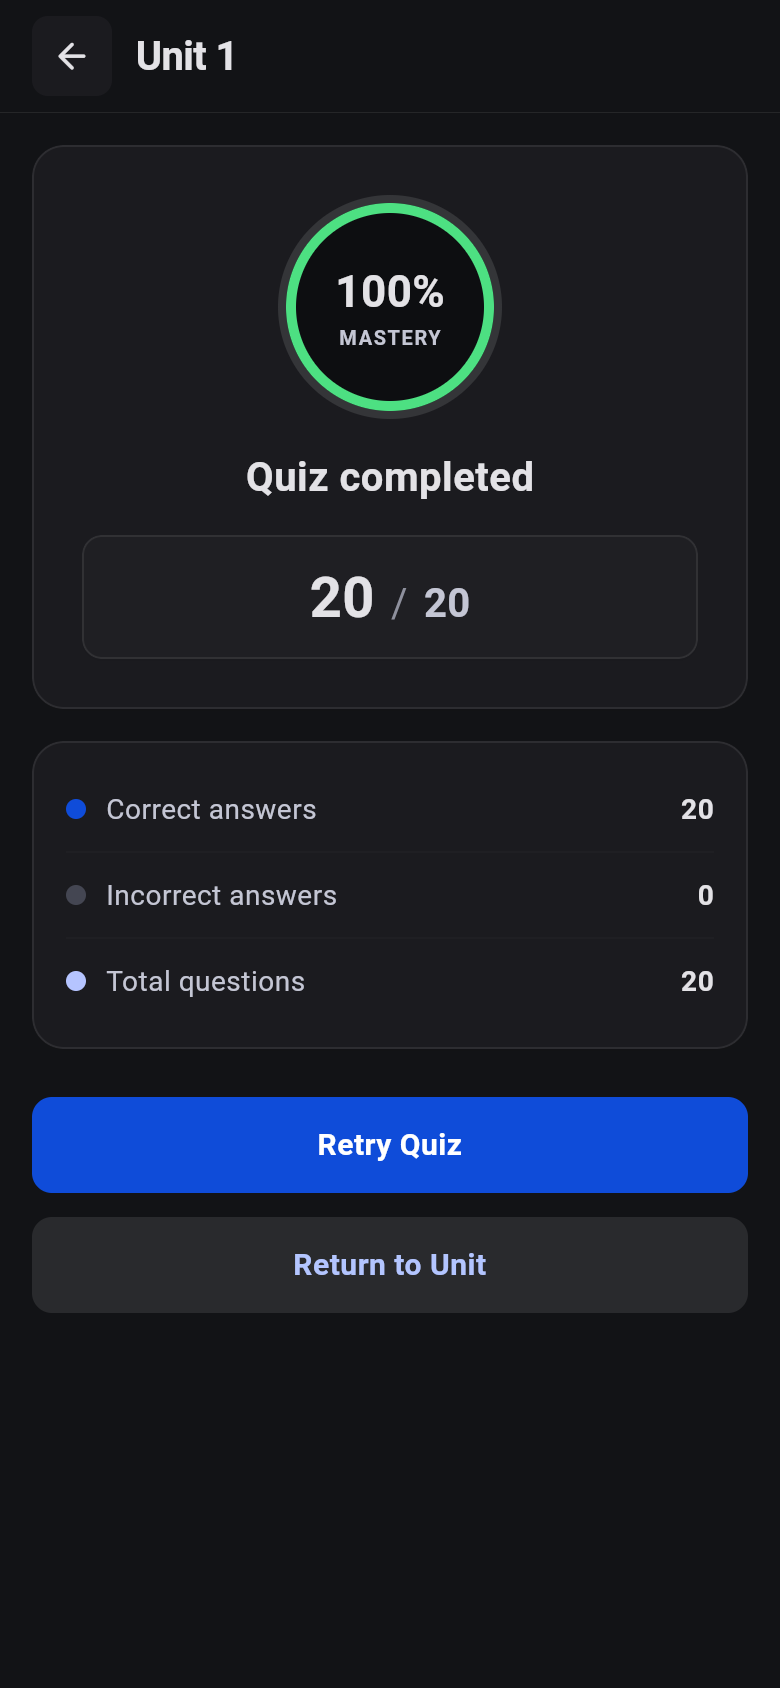 Unit 1
100%
MASTERY
Quiz completed
20 / 20
Correct answers 20
Incorrect answers 0
Total questions 20
Retry Quiz
Return to Unit